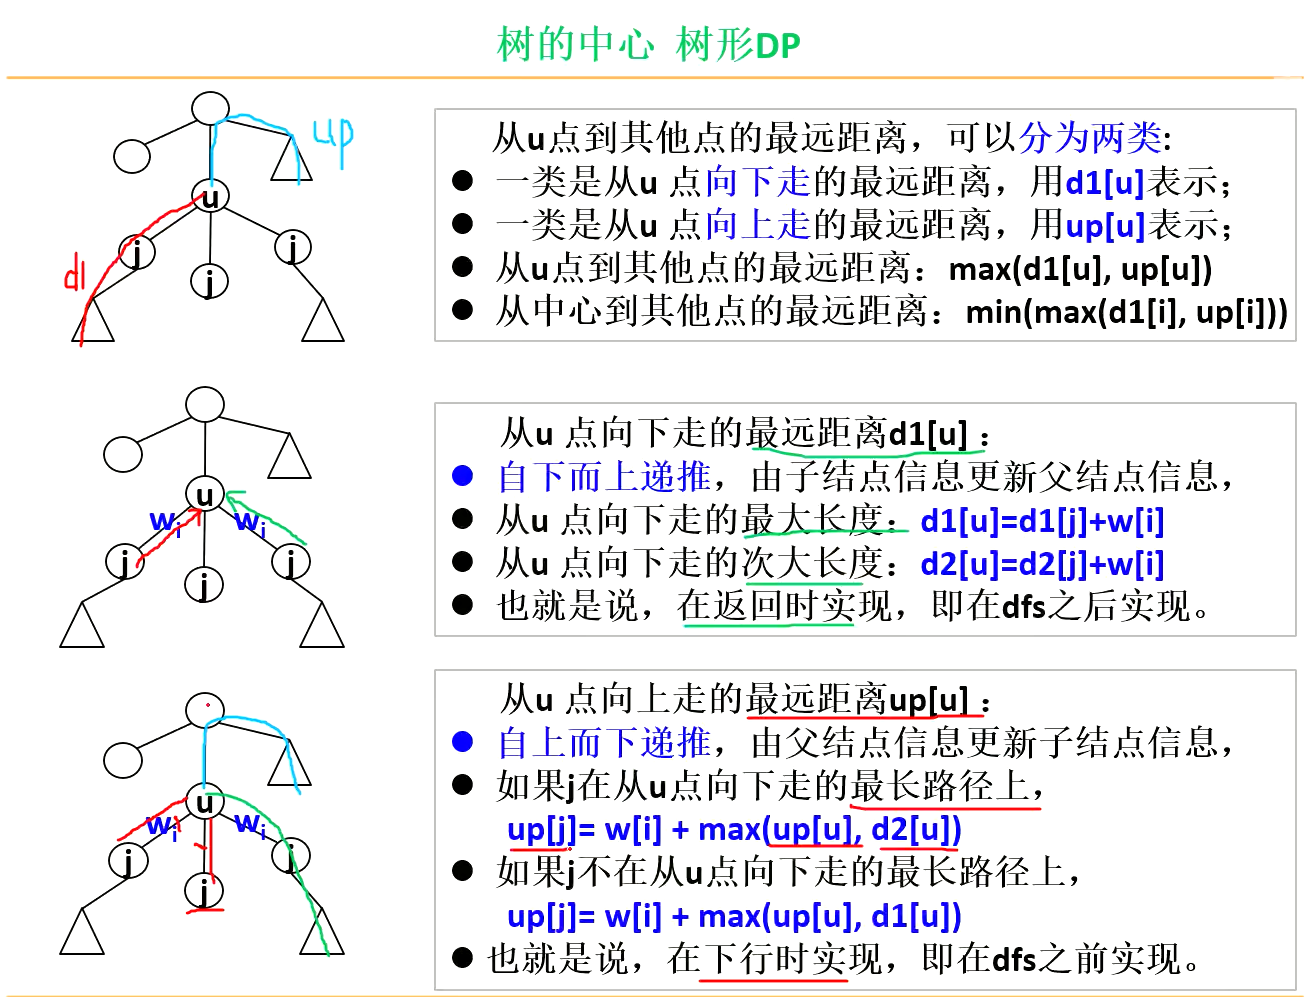 树的中心 树形DP
up
u
j
j
j
d1
从u点到其他点的最远距离，可以分为两类:
● 一类是从u 点向下走的最远距离，用d1[u]表示；
● 一类是从u 点向上走的最远距离，用up[u]表示；
● 从u点到其他点的最远距离：max(d1[u], up[u])
● 从中心到其他点的最远距离：min(max(d1[i], up[i]))
u
wi
wi
j
j
j
从u 点向下走的最远距离d1[u]：
● 自下而上递推，由子结点信息更新父结点信息，
● 从u 点向下走的最大长度：d1[u]=d1[j]+w[i]
● 从u 点向下走的次大长度：d2[u]=d2[j]+w[i]
● 也就是说，在返回时实现，即在dfs之后实现。
u
wi
wi
j
j
j
从u 点向上走的最远距离up[u]：
● 自上而下递推，由父结点信息更新子结点信息，
● 如果j在从u点向下走的最长路径上，
up[j]= w[i] + max(up[u], d2[u])
● 如果j不在从u点向下走的最长路径上，
up[j]= w[i] + max(up[u], d1[u])
● 也就是说，在下行时实现，即在dfs之前实现。